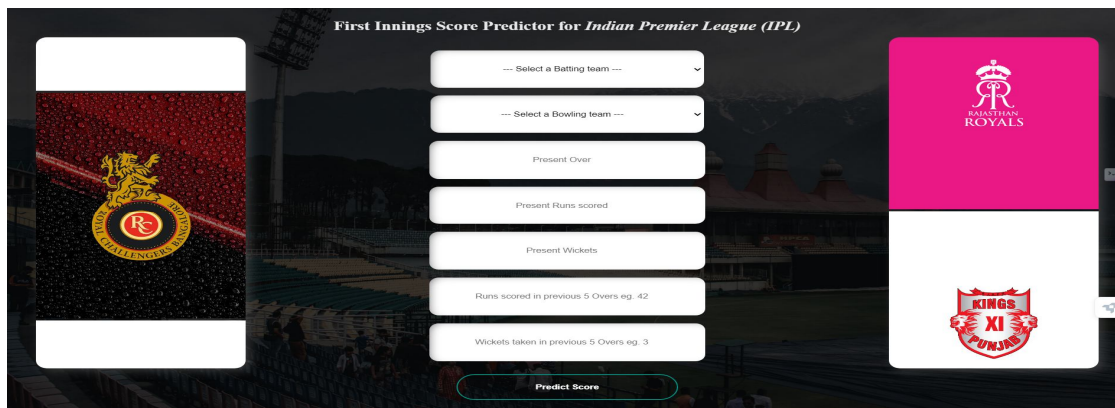 First Innings Score Predictor for Indian Premier League (IPL)
--- Select a Batting team ---
--- Select a Bowling team ---
Present Over
Present Runs scored
Present Wickets
Runs scored in previous 5 Overs eg. 42
Wickets taken in previous 5 Overs eg. 3
Predict Score
RC
ROYAL CHALLENGERS BANGALORE
RR
RAJASTHAN
ROYALS
KINGS
XI
PUNJAB